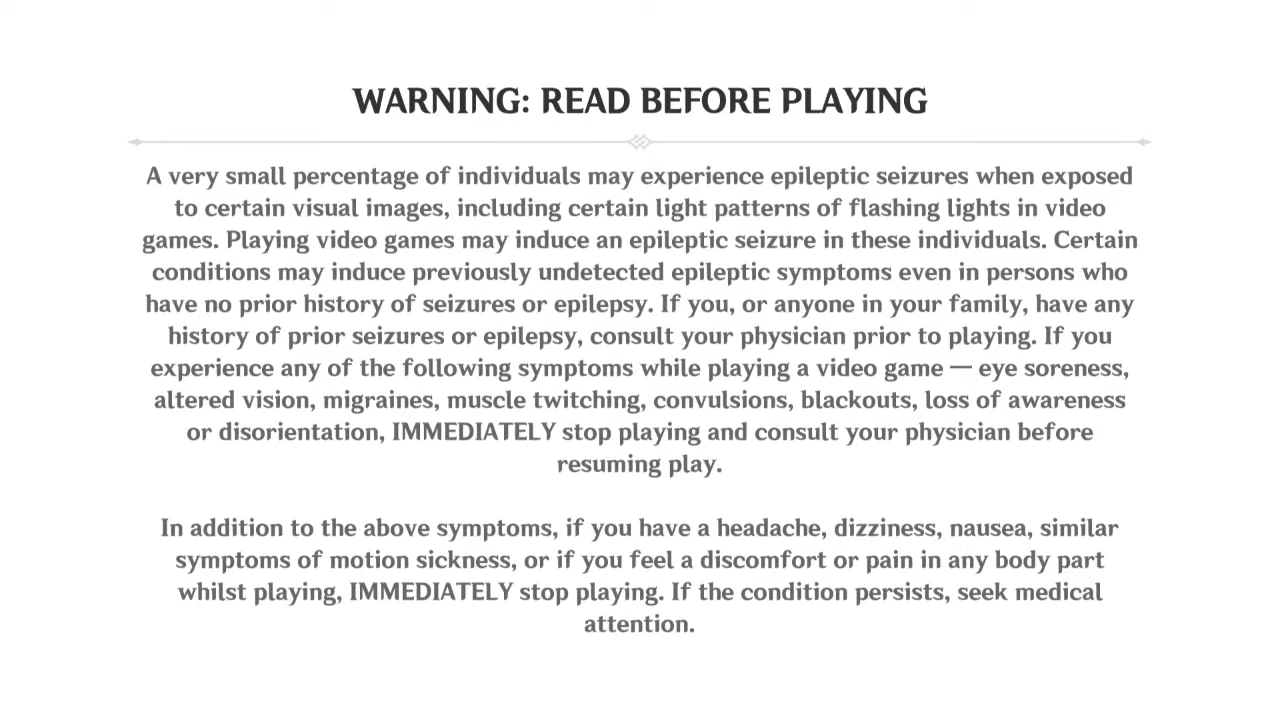 WARNING: READ BEFORE PLAYING
A very small percentage of individuals may experience epileptic seizures when exposed
to certain visual images, including certain light patterns of flashing lights in video
games. Playing video games may induce an epileptic seizure in these individuals. Certain
conditions may induce previously undetected epileptic symptoms even in persons who
have no prior history of seizures or epilepsy. If you, or anyone in your family, have any
history of prior seizures or epilepsy, consult your physician prior to playing. If you
experience any of the following symptoms while playing a video game — eye soreness,
altered vision, migraines, muscle twitching, convulsions, blackouts, loss of awareness
or disorientation, IMMEDIATELY stop playing and consult your physician before
resuming play.
In addition to the above symptoms, if you have a headache, dizziness, nausea, similar
symptoms of motion sickness, or if you feel a discomfort or pain in any body part
whilst playing, IMMEDIATELY stop playing. If the condition persists, seek medical
attention.